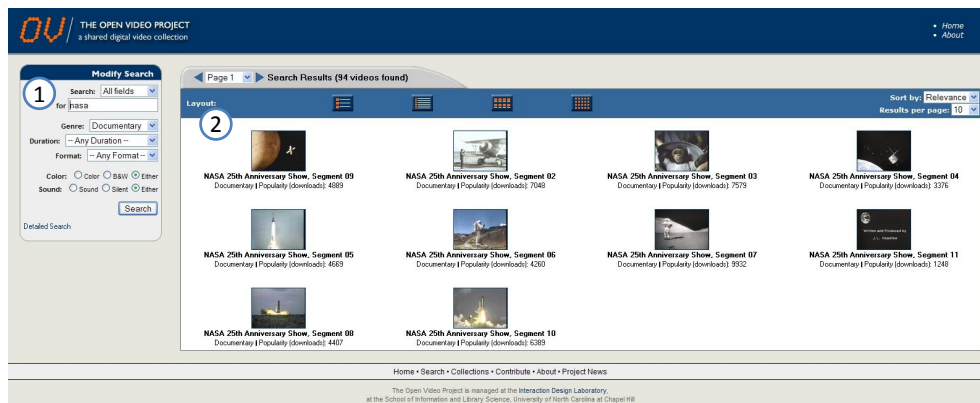 OV/ THE OPEN VIDEO PROJECT
a shared digital video collection
• Home
• About
Modify Search
1
Search: All fields
for nasa
Genre: Documentary
Duration: -- Any Duration --
Format: -- Any Format --
Color: Color B&W Either
Sound: Sound Silent Either
Search
Detailed Search
Page 1 Search Results (94 videos found)
Layout:
2
Sort by: Relevance
Results per page: 10
NASA 25th Anniversary Show, Segment 09
Documentary | Popularity (downloads): 4889
NASA 25th Anniversary Show, Segment 02
Documentary | Popularity (downloads): 7048
NASA 25th Anniversary Show, Segment 03
Documentary | Popularity (downloads): 7579
NASA 25th Anniversary Show, Segment 04
Documentary | Popularity (downloads): 3376
NASA 25th Anniversary Show, Segment 05
Documentary | Popularity (downloads): 4669
NASA 25th Anniversary Show, Segment 06
Documentary | Popularity (downloads): 4260
NASA 25th Anniversary Show, Segment 07
Documentary | Popularity (downloads): 9932
Written and Produced by
NASA 25th Anniversary Show, Segment 11
Documentary | Popularity (downloads): 1248
NASA 25th Anniversary Show, Segment 08
Documentary | Popularity (downloads): 4407
NASA 25th Anniversary Show, Segment 10
Documentary | Popularity (downloads): 6389
Home • Search • Collections • Contribute • About • Project News
The Open Video Project is managed at the Interaction Design Laboratory,
at the School of Information and Library Science, University of North Carolina at Chapel Hill